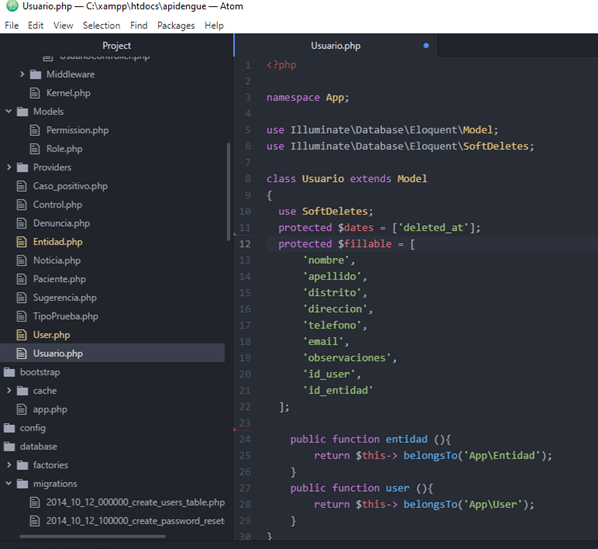 Usuario.php — C:\xampp\htdocs\apidengue — Atom
File Edit View Selection Find Packages Help
Project
UsuarioController.php
Middleware
Kernel.php
Models
Permission.php
Role.php
Providers
Caso_positivo.php
Control.php
Denuncia.php
Entidad.php
Noticia.php
Paciente.php
Sugerencia.php
TipoPrueba.php
User.php
Usuario.php
bootstrap
cache
app.php
config
database
factories
migrations
2014_10_12_000000_create_users_table.php
2014_10_12_100000_create_password_reset
Usuario.php
1 <?php
2
3 namespace App;
4
5 use Illuminate\Database\Eloquent\Model;
6 use Illuminate\Database\Eloquent\SoftDeletes;
7
8 class Usuario extends Model
9 {
10 use SoftDeletes;
11 protected $dates = ['deleted_at'];
12 protected $fillable = [
13 'nombre',
14 'apellido',
15 'distrito',
16 'direccion',
17 'telefono',
18 'email',
19 'observaciones',
20 'id_user',
21 'id_entidad'
22 ];
23
24 public function entidad (){
25 return $this-> belongsTo('App\Entidad');
26 }
27 public function user (){
28 return $this-> belongsTo('App\User');
29 }
30 }